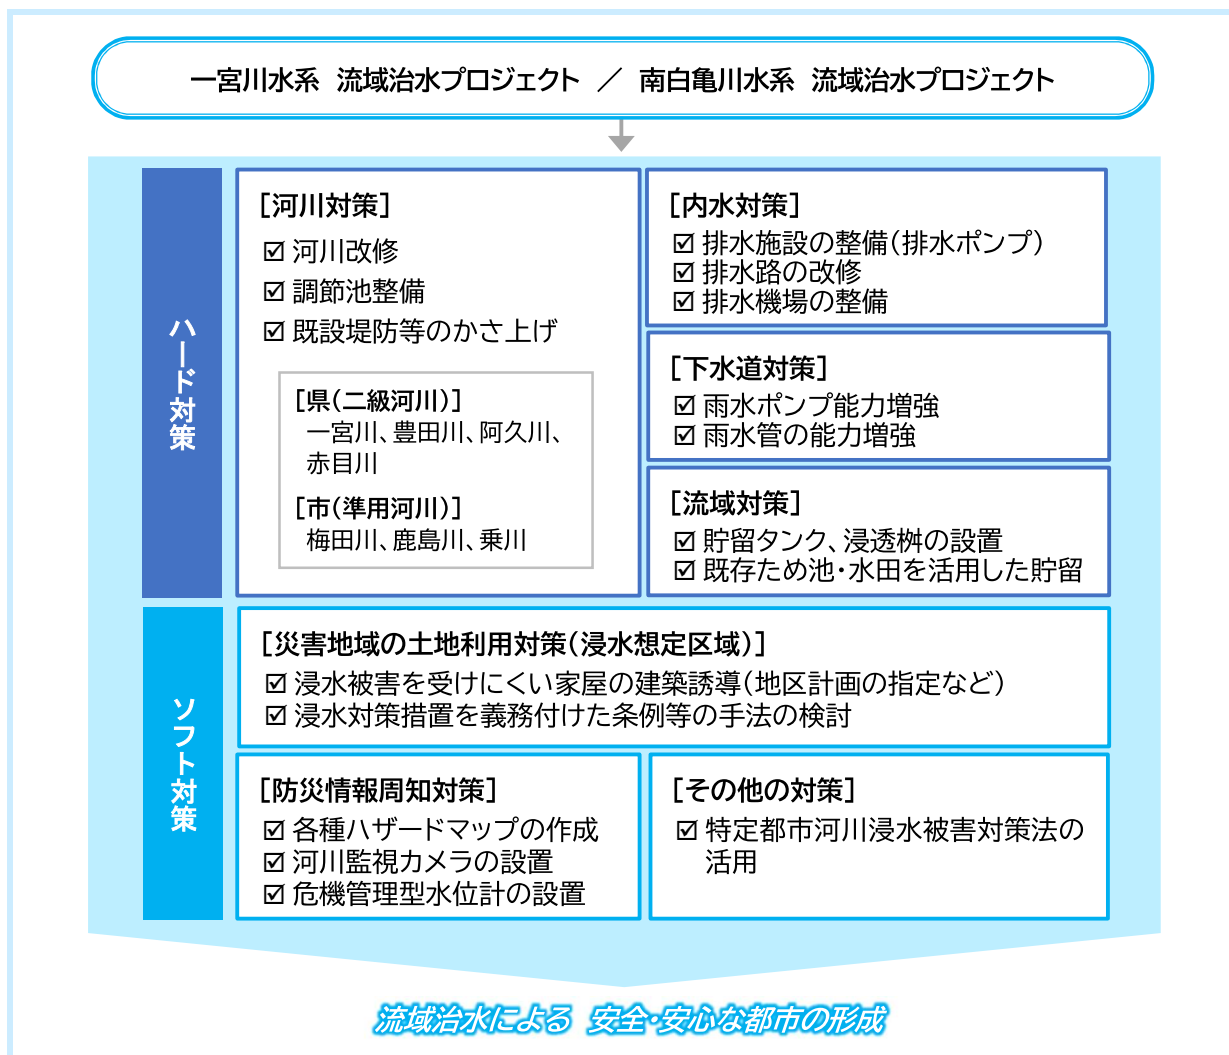 一宮川水系 流域治水プロジェクト ／ 南白亀川水系 流域治水プロジェクト
ハード対策
[河川対策]
☑ 河川改修
☑ 調節池整備
☑ 既設堤防等のかさ上げ
[県（二級河川）]
一宮川、豊田川、阿久川、
赤目川
[市（準用河川）]
梅田川、鹿島川、乗川
[内水対策]
☑ 排水施設の整備（排水ポンプ）
☑ 排水路の改修
☑ 排水機場の整備
[下水道対策]
☑ 雨水ポンプ能力増強
☑ 雨水管の能力増強
[流域対策]
☑ 貯留タンク、浸透桝の設置
☑ 既存ため池・水田を活用した貯留
ソフト対策
[災害地域の土地利用対策（浸水想定区域）]
☑ 浸水被害を受けにくい家屋の建築誘導（地区計画の指定など）
☑ 浸水対策措置を義務付けた条例等の手法の検討
[防災情報周知対策]
☑ 各種ハザードマップの作成
☑ 河川監視カメラの設置
☑ 危機管理型水位計の設置
[その他の対策]
☑ 特定都市河川浸水被害対策法の
活用
流域治水による 安全・安心な都市の形成